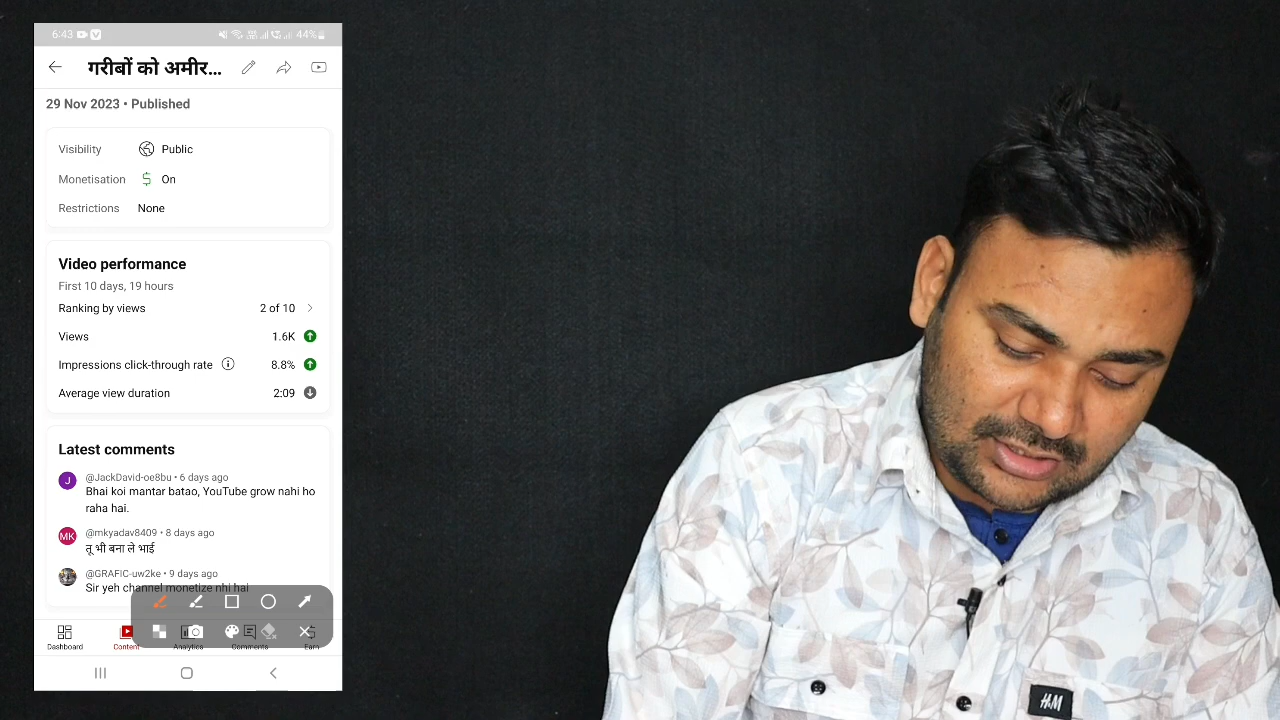 6:43
44%
गरीबों को अमीर...
29 Nov 2023 • Published
Visibility Public
Monetisation On
Restrictions None
Video performance
First 10 days, 19 hours
Ranking by views 2 of 10
Views 1.6K
Impressions click-through rate 8.8%
Average view duration 2:09
Latest comments
J
@JackDavid-oe8bu • 6 days ago
Bhai koi mantar batao, YouTube grow nahi ho
raha hai.
MK
@mkyadav8409 • 8 days ago
तू भी बना ले भाई
@GRAFIC-uw2ke • 9 days ago
Sir yeh channel monetize nhi hai
Dashboard
Content
Analytics
Comments
Earn
H&M